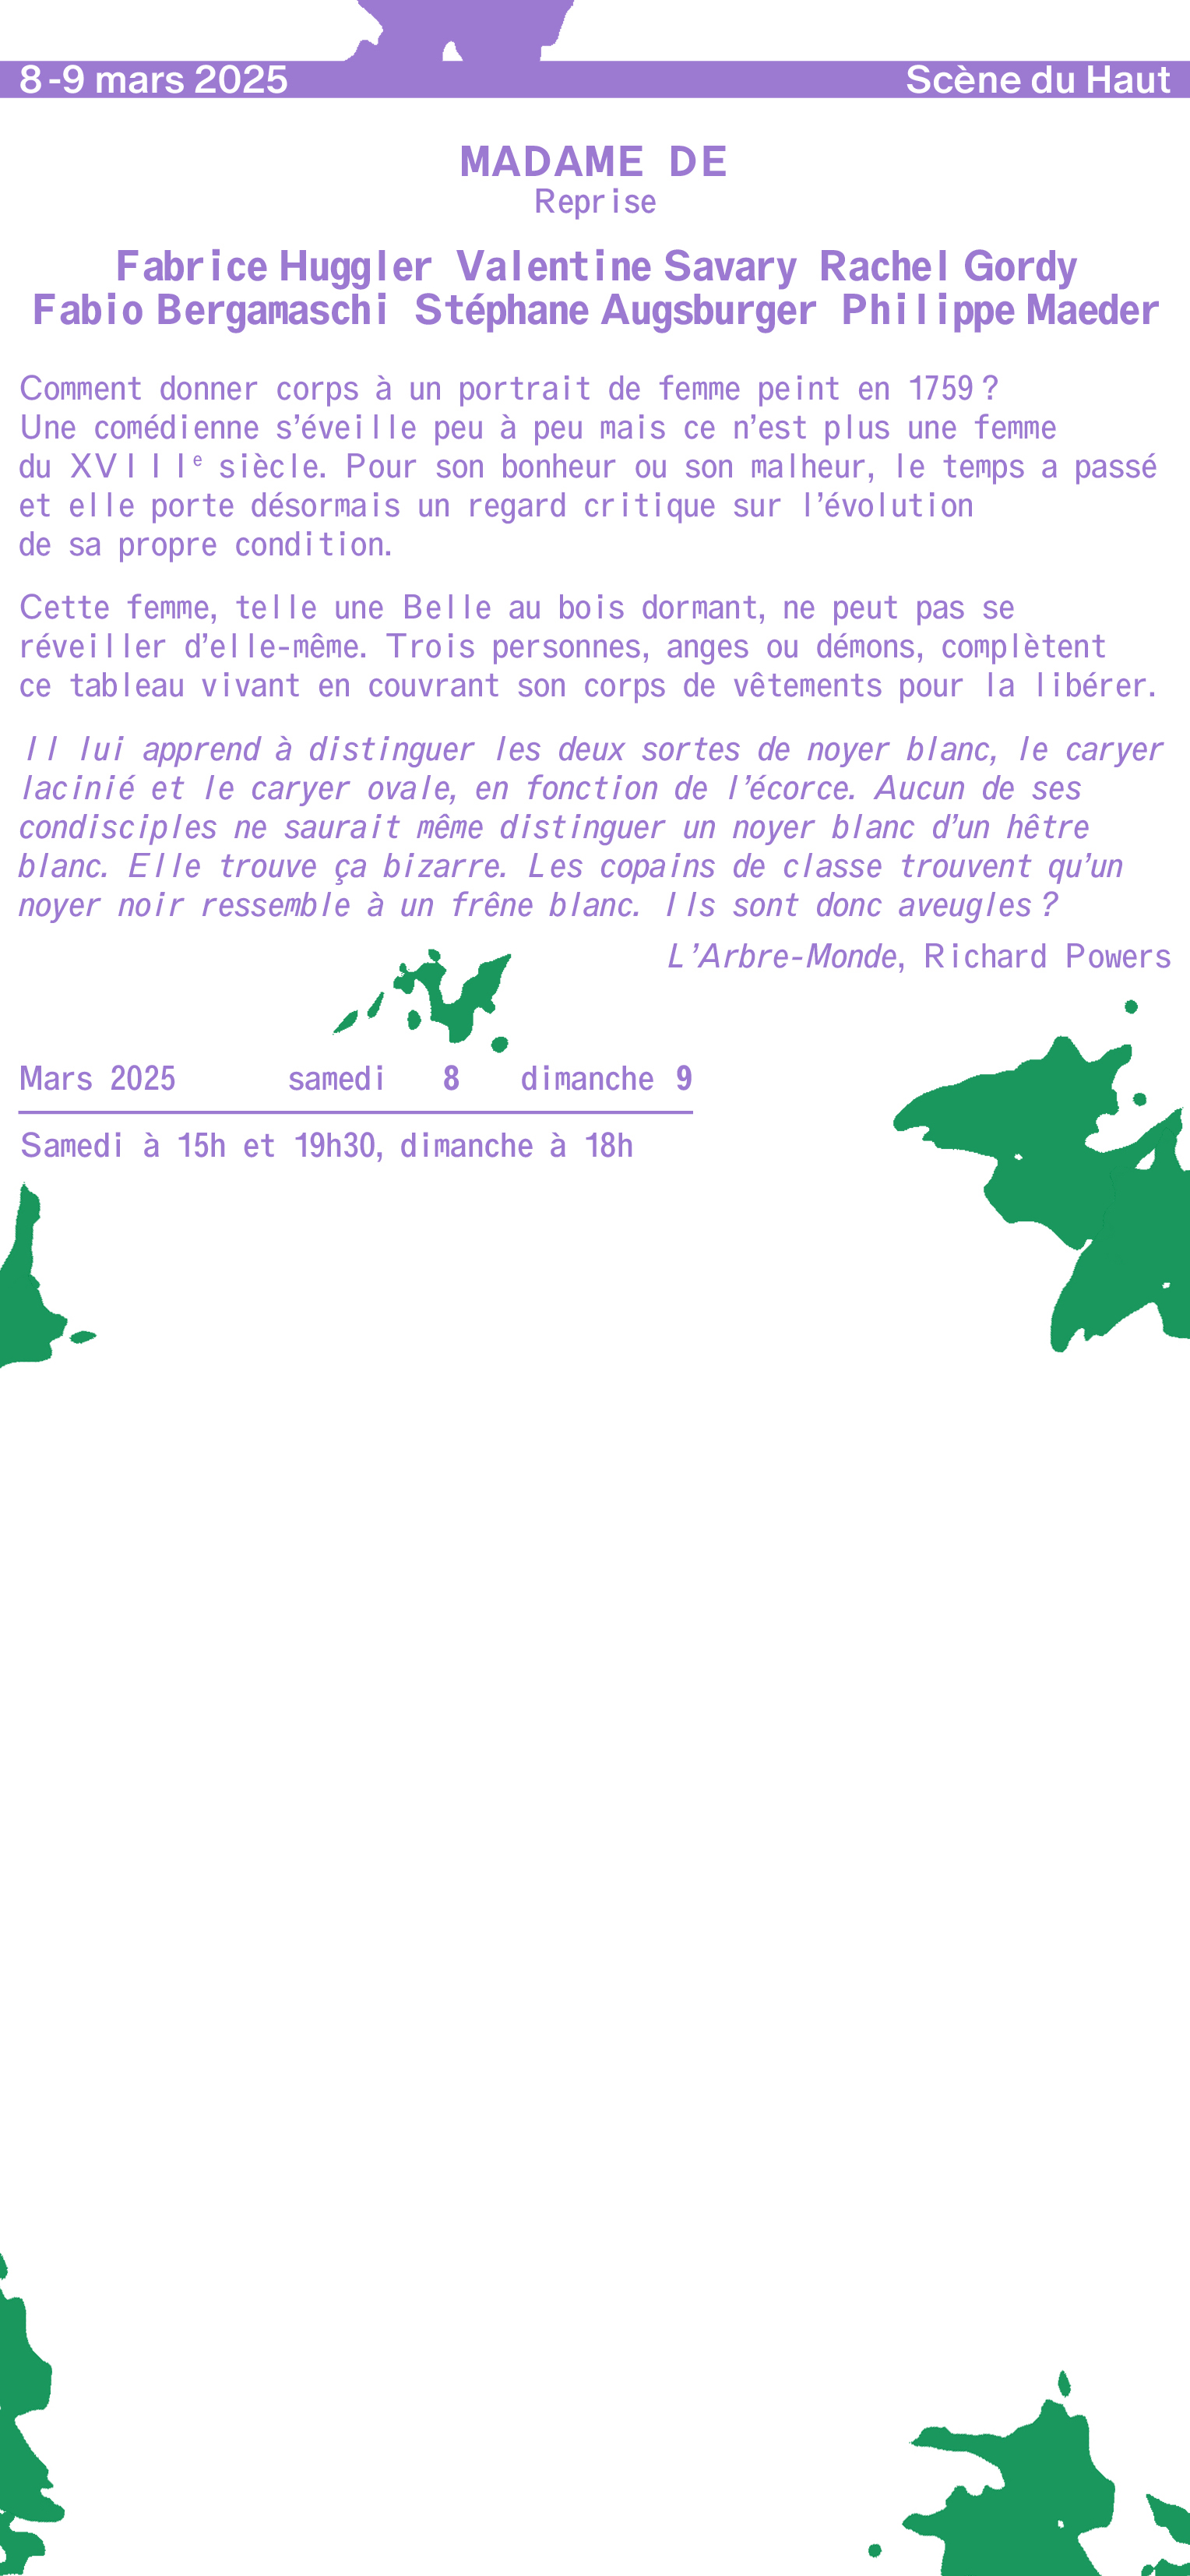 8-9 mars 2025 Scène du Haut
MADAME DE
Reprise
Fabrice Huggler Valentine Savary Rachel Gordy
Fabio Bergamaschi Stéphane Augsburger Philippe Maeder
Comment donner corps à un portrait de femme peint en 1759 ?
Une comédienne s’éveille peu à peu mais ce n’est plus une femme
du XVIIIᵉ siècle. Pour son bonheur ou son malheur, le temps a passé
et elle porte désormais un regard critique sur l’évolution
de sa propre condition.
Cette femme, telle une Belle au bois dormant, ne peut pas se
réveiller d’elle-même. Trois personnes, anges ou démons, complètent
ce tableau vivant en couvrant son corps de vêtements pour la libérer.
Il lui apprend à distinguer les deux sortes de noyer blanc, le caryer
lacinié et le caryer ovale, en fonction de l’écorce. Aucun de ses
condisciples ne saurait même distinguer un noyer blanc d’un hêtre
blanc. Elle trouve ça bizarre. Les copains de classe trouvent qu’un
noyer noir ressemble à un frêne blanc. Ils sont donc aveugles ?
L’Arbre-Monde, Richard Powers
Mars 2025 samedi 8 dimanche 9
Samedi à 15h et 19h30, dimanche à 18h